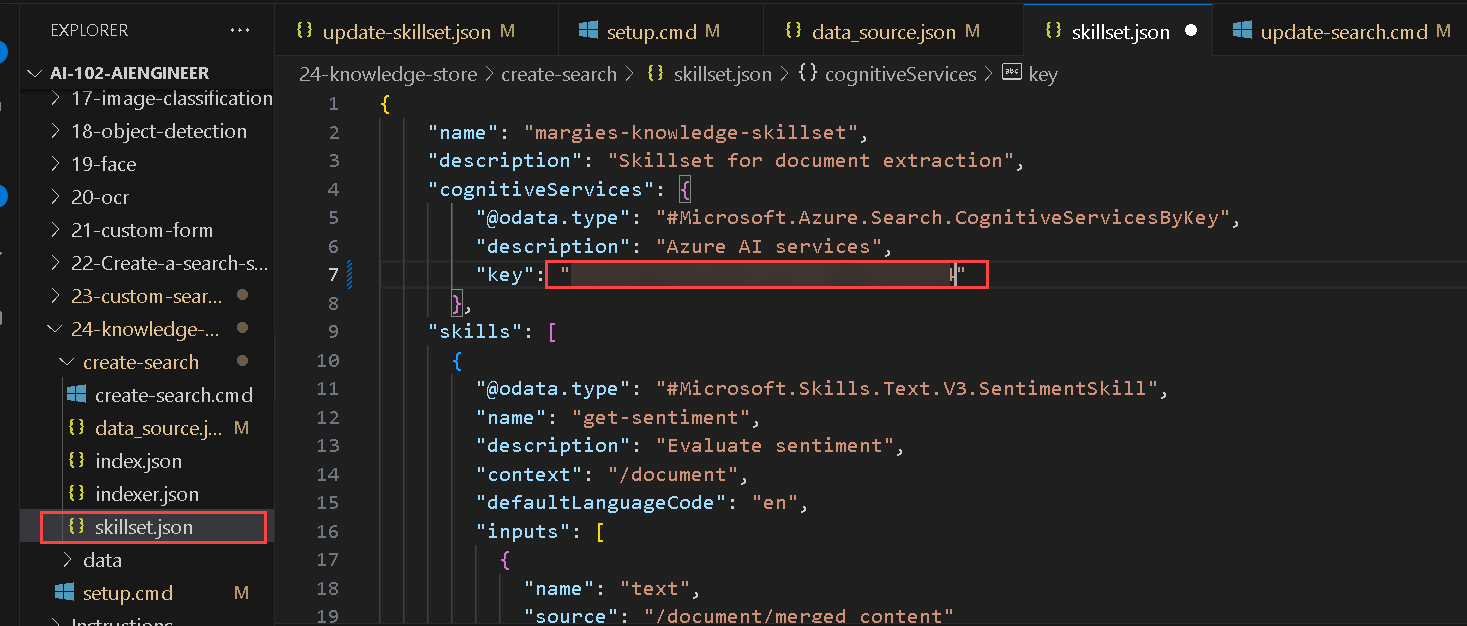 EXPLORER ···
AI-102-AIENGINEER
17-image-classification
18-object-detection
19-face
20-ocr
21-custom-form
22-Create-a-search-s...
23-custom-sear...
24-knowledge-...
create-search
create-search.cmd
data_source.j... M
index.json
indexer.json
skillset.json
data
setup.cmd M
Instructions
update-skillset.json M
setup.cmd M
data_source.json M
skillset.json
update-search.cmd M
24-knowledge-store > create-search > {} skillset.json > {} cognitiveServices > abc key
1 {
2 "name": "margies-knowledge-skillset",
3 "description": "Skillset for document extraction",
4 "cognitiveServices": {
5 "@odata.type": "#Microsoft.Azure.Search.CognitiveServicesByKey",
6 "description": "Azure AI services",
7 "key": " "
8 },
9 "skills": [
10 {
11 "@odata.type": "#Microsoft.Skills.Text.V3.SentimentSkill",
12 "name": "get-sentiment",
13 "description": "Evaluate sentiment",
14 "context": "/document",
15 "defaultLanguageCode": "en",
16 "inputs": [
17 {
18 "name": "text",
19 "source": "/document/merged_content"